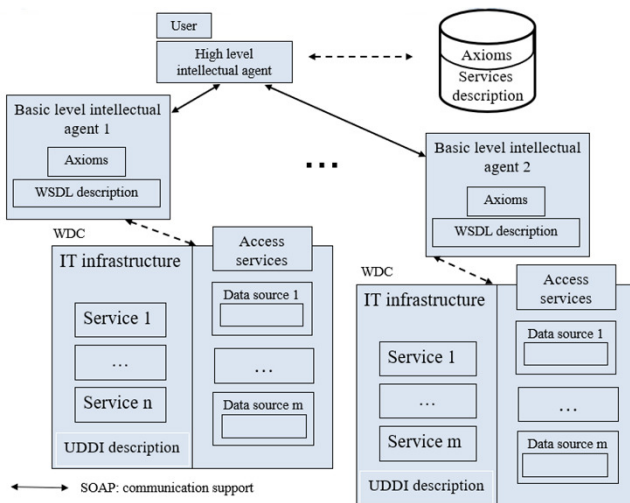 User
High level
intellectual agent
Axioms
Services
description
Basic level intellectual
agent 1
Axioms
WSDL description
...
Basic level intellectual
agent 2
Axioms
WSDL description
WDC
IT infrastructure
Service 1
...
Service n
UDDI description
Access
services
Data source 1
...
Data source m
WDC
IT infrastructure
Service 1
...
Service m
UDDI description
Access
services
Data source 1
...
Data source m
SOAP: communication support